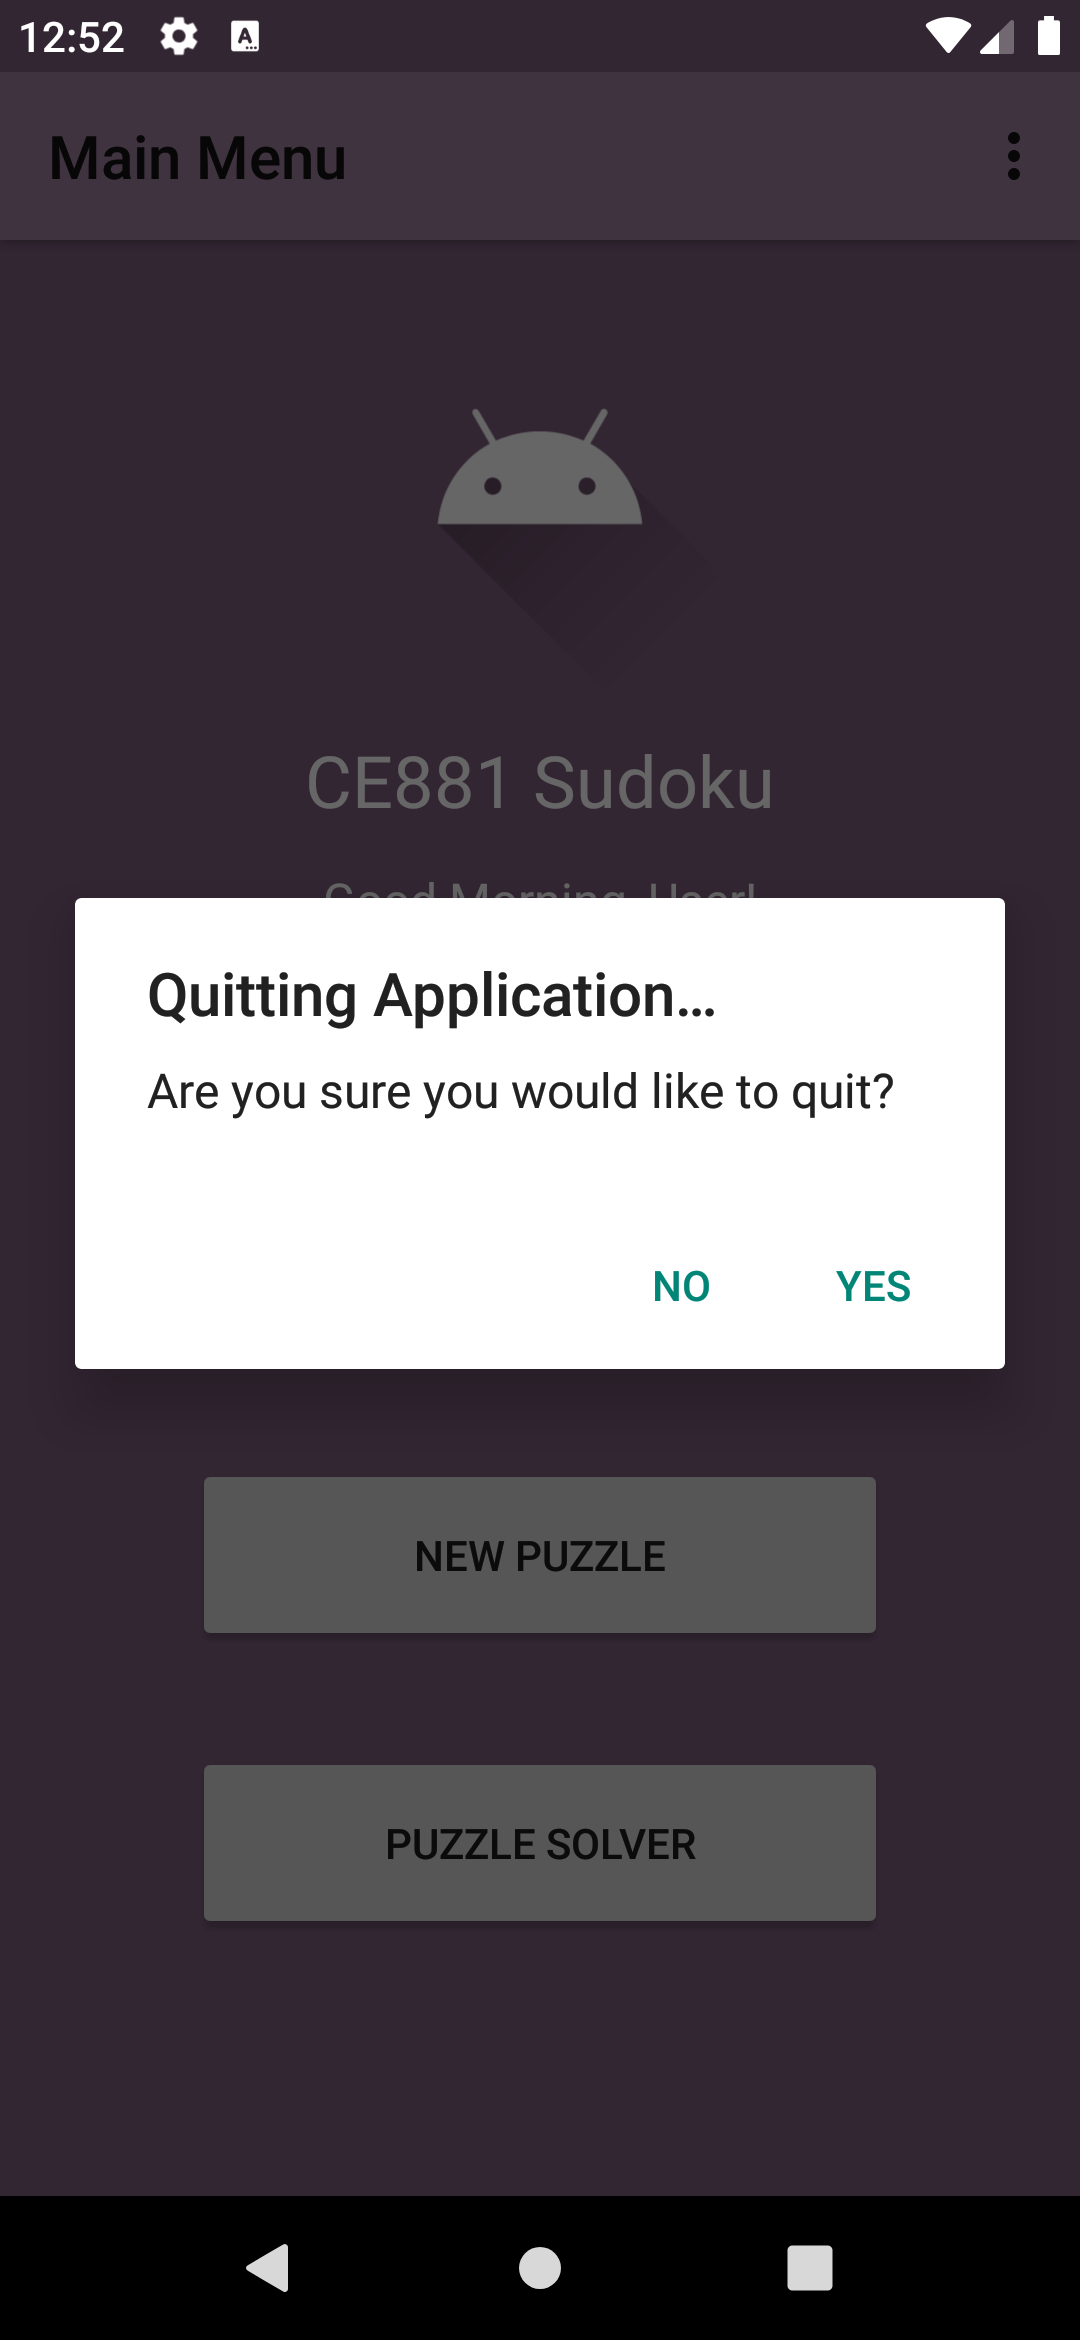 12:52
Main Menu
CE881 Sudoku
Good Morning, User!
Quitting Application...
Are you sure you would like to quit?
NO
YES
NEW PUZZLE
PUZZLE SOLVER